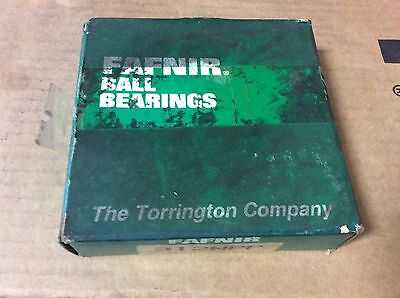 FAFNIR®
BALL
BEARINGS
The Torrington Company
FAFNIR